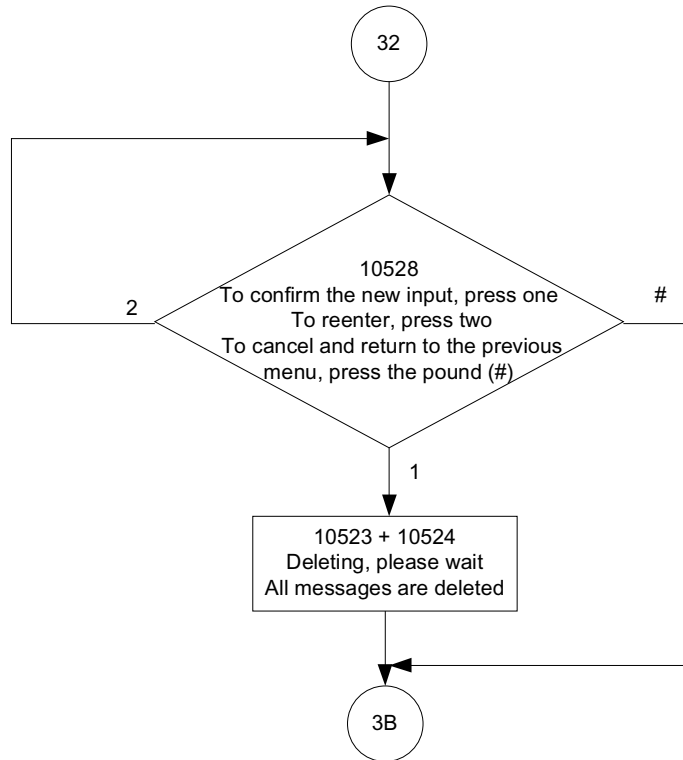 32
10528
To confirm the new input, press one
To reenter, press two
To cancel and return to the previous
menu, press the pound (#)
2
#
1
10523 + 10524
Deleting, please wait
All messages are deleted
3B